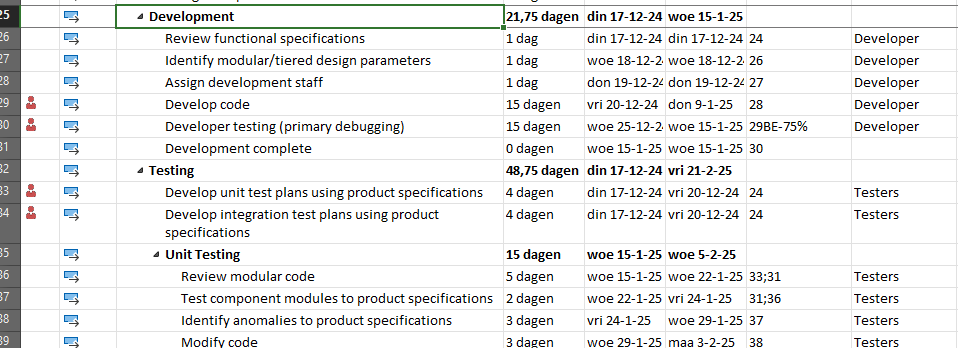 25 Development 21,75 dagen din 17-12-24 woe 15-1-25
26 Review functional specifications 1 dag din 17-12-24 din 17-12-24 24 Developer
27 Identify modular/tiered design parameters 1 dag woe 18-12-2 woe 18-12-2 26 Developer
28 Assign development staff 1 dag don 19-12-24 don 19-12-24 27 Developer
29 Develop code 15 dagen vri 20-12-24 don 9-1-25 28 Developer
30 Developer testing (primary debugging) 15 dagen woe 25-12-2 woe 15-1-25 29BE-75% Developer
31 Development complete 0 dagen woe 15-1-25 woe 15-1-25 30
32 Testing 48,75 dagen din 17-12-24 vri 21-2-25
33 Develop unit test plans using product specifications 4 dagen din 17-12-24 vri 20-12-24 24 Testers
34 Develop integration test plans using product 4 dagen din 17-12-24 vri 20-12-24 24 Testers
specifications
35 Unit Testing 15 dagen woe 15-1-25 woe 5-2-25
36 Review modular code 5 dagen woe 15-1-25 woe 22-1-25 33;31 Testers
37 Test component modules to product specifications 2 dagen woe 22-1-25 vri 24-1-25 31;36 Testers
38 Identify anomalies to product specifications 3 dagen vri 24-1-25 woe 29-1-25 37 Testers
39 Modify code 3 dagen woe 29-1-25 maa 3-2-25 38 Testers